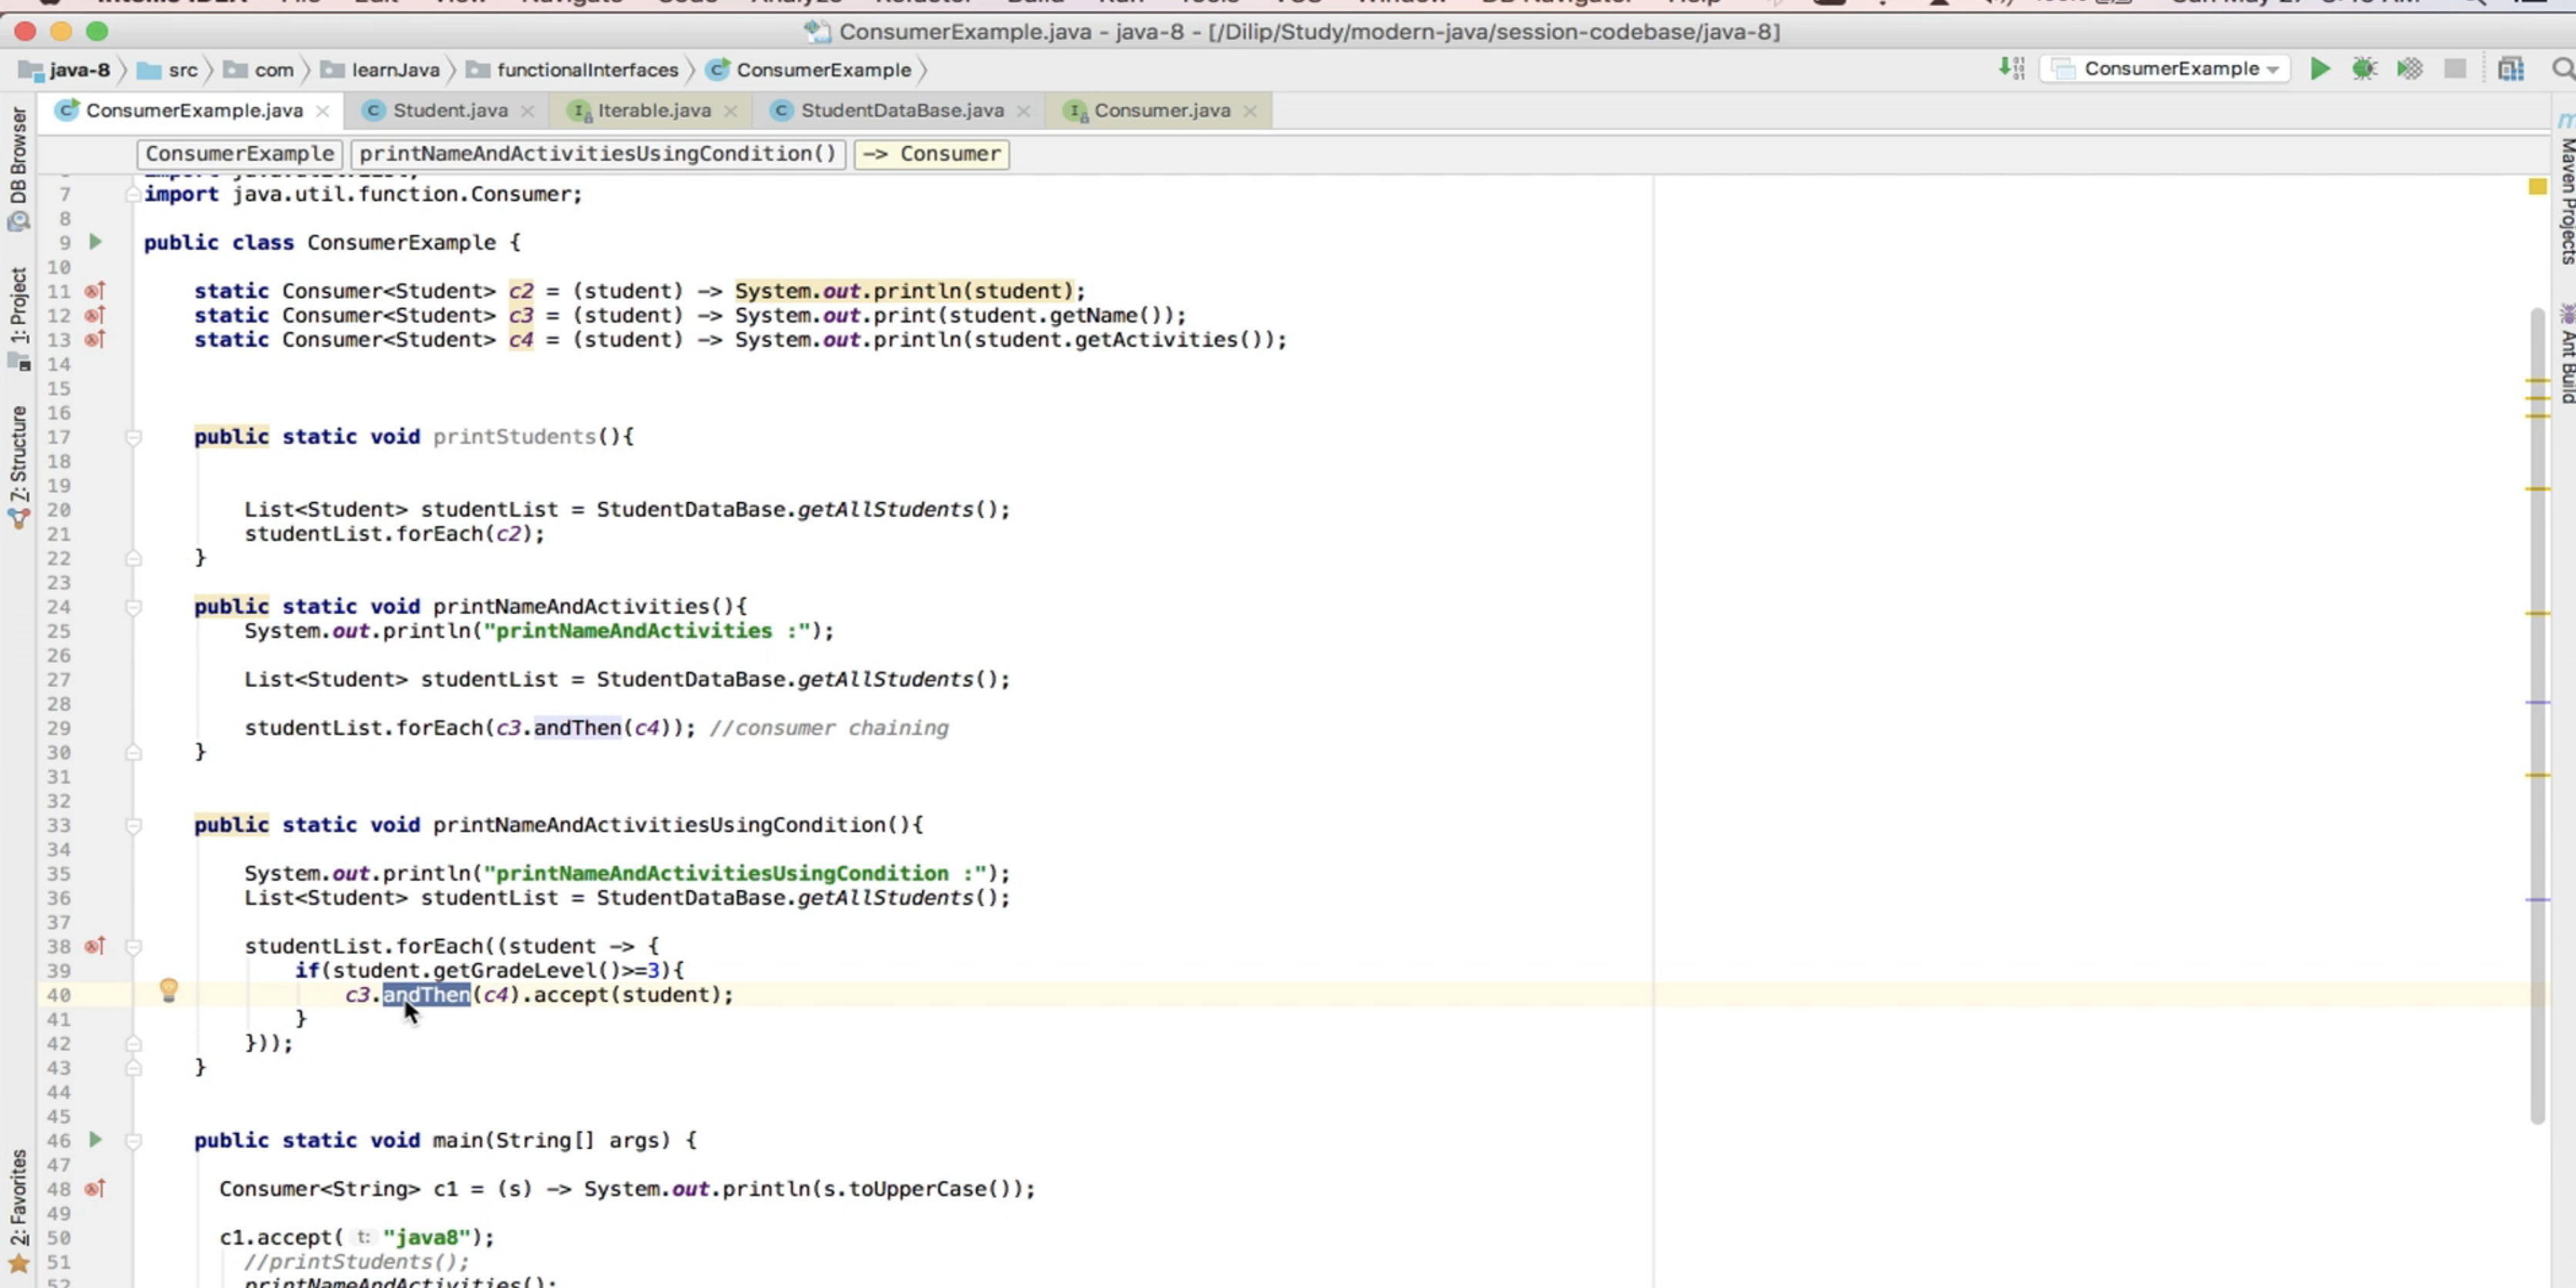 ConsumerExample.java - java-8 - [/Dilip/Study/modern-java/session-codebase/java-8]
java-8 src com learnJava functionalInterfaces ConsumerExample ConsumerExample
ConsumerExample.java Student.java Iterable.java StudentDataBase.java Consumer.java
ConsumerExample printNameAndActivitiesUsingCondition() -> Consumer
DB Browser
1: Project
7: Structure
2: Favorites
Maven Projects
Ant Build
7 import java.util.function.Consumer;
8
9 public class ConsumerExample {
10
11 static Consumer<Student> c2 = (student) -> System.out.println(student);
12 static Consumer<Student> c3 = (student) -> System.out.print(student.getName());
13 static Consumer<Student> c4 = (student) -> System.out.println(student.getActivities());
14
15
16
17 public static void printStudents(){
18
19
20 List<Student> studentList = StudentDataBase.getAllStudents();
21 studentList.forEach(c2);
22 }
23
24 public static void printNameAndActivities(){
25 System.out.println("printNameAndActivities :");
26
27 List<Student> studentList = StudentDataBase.getAllStudents();
28
29 studentList.forEach(c3.andThen(c4)); //consumer chaining
30 }
31
32
33 public static void printNameAndActivitiesUsingCondition(){
34
35 System.out.println("printNameAndActivitiesUsingCondition :");
36 List<Student> studentList = StudentDataBase.getAllStudents();
37
38 studentList.forEach((student -> {
39 if(student.getGradeLevel()>=3){
40 c3.andThen(c4).accept(student);
41 }
42 }));
43 }
44
45
46 public static void main(String[] args) {
47
48 Consumer<String> c1 = (s) -> System.out.println(s.toUpperCase());
49
50 c1.accept( t: "java8");
51 //printStudents();
52 printNameAndActivities();